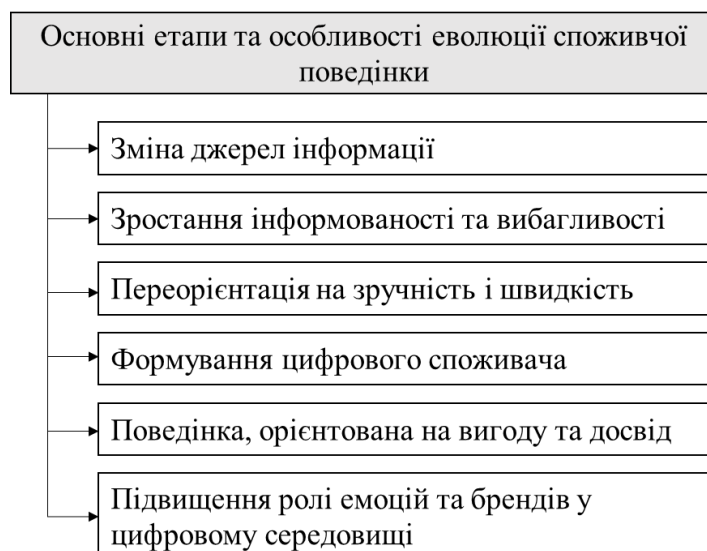 Основні етапи та особливості еволюції споживчої
поведінки
Зміна джерел інформації
Зростання інформованості та вибагливості
Переорієнтація на зручність і швидкість
Формування цифрового споживача
Поведінка, орієнтована на вигоду та досвід
Підвищення ролі емоцій та брендів у
цифровому середовищі